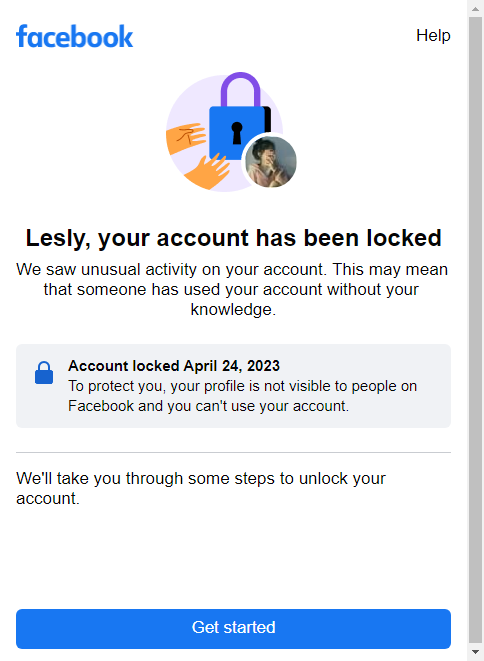 facebook
Help
Lesly, your account has been locked
We saw unusual activity on your account. This may mean
that someone has used your account without your
knowledge.
Account locked April 24, 2023
To protect you, your profile is not visible to people on
Facebook and you can't use your account.
We'll take you through some steps to unlock your
account.
Get started